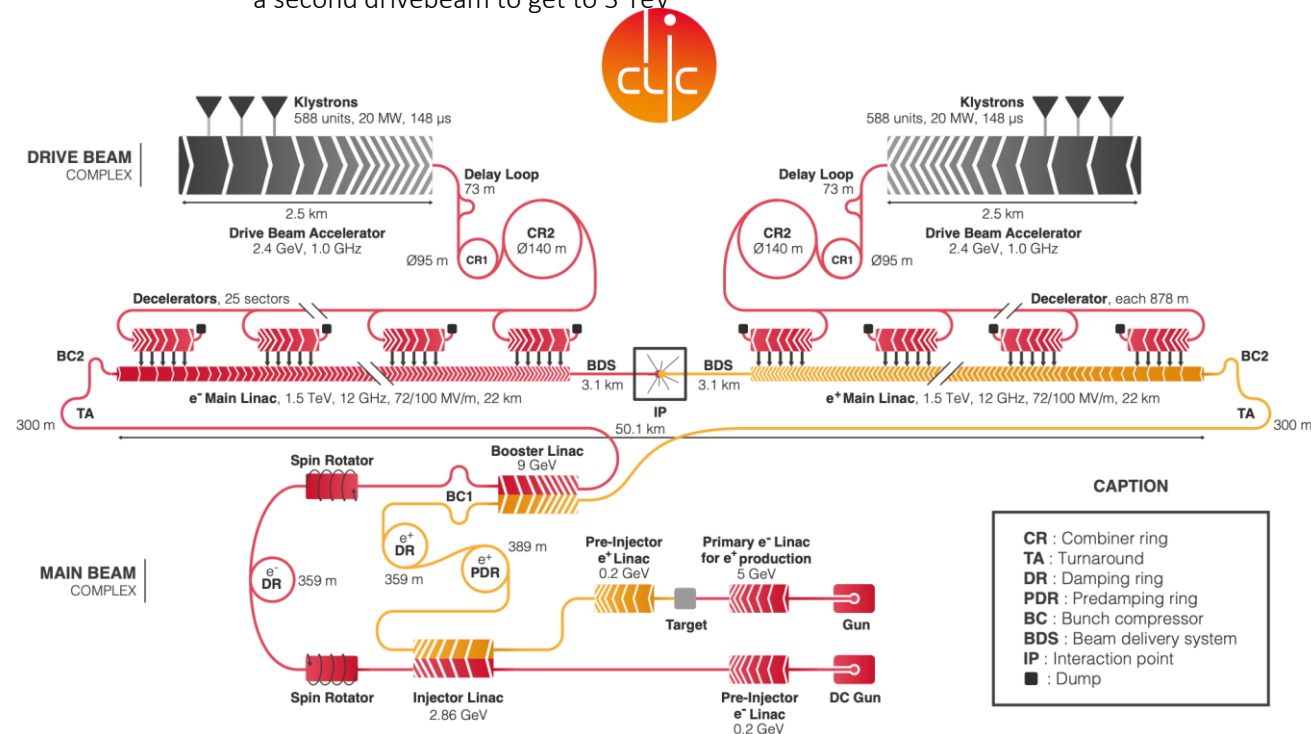 a second drivebeam to get to 3 TeV
clic
Klystrons
588 units, 20 MW, 148 µs
Klystrons
588 units, 20 MW, 148 µs
DRIVE BEAM
COMPLEX
Delay Loop
73 m
Delay Loop
73 m
2.5 km
2.5 km
Drive Beam Accelerator
2.4 GeV, 1.0 GHz
CR2
Ø140 m
CR2
Ø140 m
Drive Beam Accelerator
2.4 GeV, 1.0 GHz
Ø95 m
CR1
CR1
Ø95 m
Decelerators, 25 sectors
Decelerator, each 878 m
BC2
BDS
3.1 km
BDS
3.1 km
BC2
e⁻ Main Linac, 1.5 TeV, 12 GHz, 72/100 MV/m, 22 km
e⁺ Main Linac, 1.5 TeV, 12 GHz, 72/100 MV/m, 22 km
TA
IP
TA
300 m
50.1 km
300 m
Booster Linac
9 GeV
Spin Rotator
BC1
CAPTION
e⁺
DR
359 m
e⁺
PDR
389 m
Pre-Injector
e⁺ Linac
0.2 GeV
Primary e⁻ Linac
for e⁺ production
5 GeV
MAIN BEAM
COMPLEX
e⁻
DR
359 m
Target
Gun
Spin Rotator
Injector Linac
2.86 GeV
Pre-Injector
e⁻ Linac
0.2 GeV
DC Gun
CR : Combiner ring
TA : Turnaround
DR : Damping ring
PDR : Predamping ring
BC : Bunch compressor
BDS : Beam delivery system
IP : Interaction point
: Dump